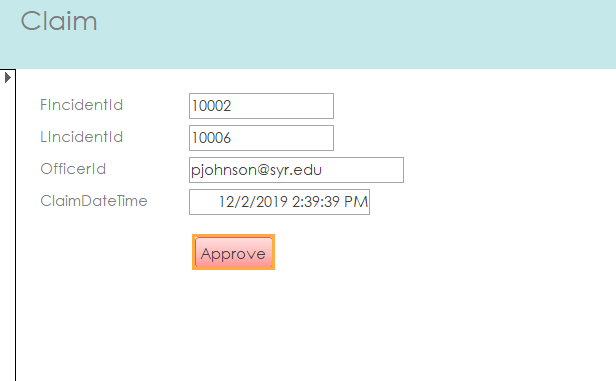 Claim
FIncidentId 10002
LIncidentId 10006
OfficerId pjohnson@syr.edu
ClaimDateTime 12/2/2019 2:39:39 PM
Approve